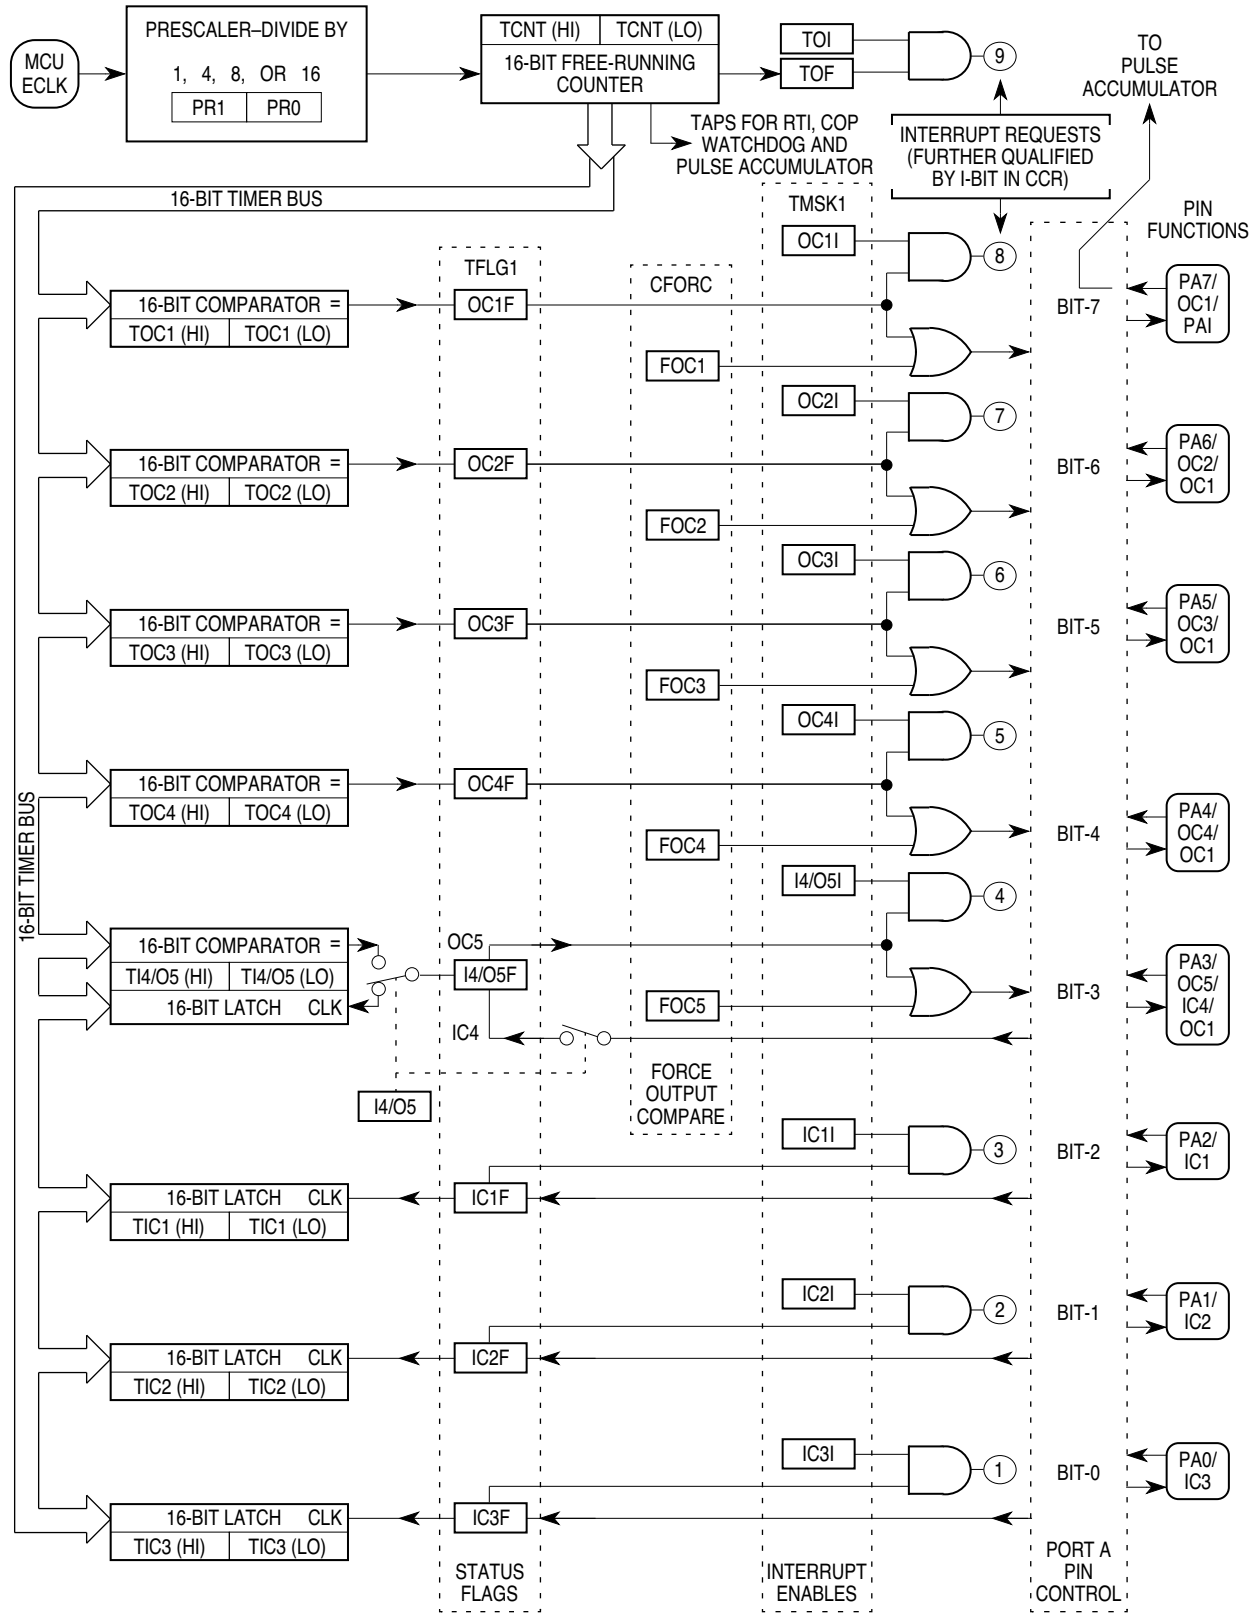 MCU
ECLK
PRESCALER–DIVIDE BY
1, 4, 8, OR 16
PR1 PR0
TCNT (HI) TCNT (LO)
16-BIT FREE-RUNNING
COUNTER
TOI
TOF
9
TO
PULSE
ACCUMULATOR
TAPS FOR RTI, COP
WATCHDOG AND
PULSE ACCUMULATOR
INTERRUPT REQUESTS
(FURTHER QUALIFIED
BY I-BIT IN CCR)
16-BIT TIMER BUS
TMSK1
PIN
FUNCTIONS
OC1I
8
TFLG1
CFORC
16-BIT COMPARATOR =
TOC1 (HI) TOC1 (LO)
OC1F
BIT-7
PA7/
OC1/
PAI
FOC1
OC2I
7
16-BIT COMPARATOR =
TOC2 (HI) TOC2 (LO)
OC2F
BIT-6
PA6/
OC2/
OC1
FOC2
OC3I
6
16-BIT COMPARATOR =
TOC3 (HI) TOC3 (LO)
OC3F
BIT-5
PA5/
OC3/
OC1
FOC3
OC4I
5
16-BIT COMPARATOR =
TOC4 (HI) TOC4 (LO)
OC4F
BIT-4
PA4/
OC4/
OC1
FOC4
16-BIT TIMER BUS
I4/O5I
4
16-BIT COMPARATOR =
TI4/O5 (HI) TI4/O5 (LO)
16-BIT LATCH CLK
OC5
I4/O5F
IC4
FOC5
BIT-3
PA3/
OC5/
IC4/
OC1
I4/O5
FORCE
OUTPUT
COMPARE
IC1I
3
BIT-2
PA2/
IC1
16-BIT LATCH CLK
TIC1 (HI) TIC1 (LO)
IC1F
IC2I
2
BIT-1
PA1/
IC2
16-BIT LATCH CLK
TIC2 (HI) TIC2 (LO)
IC2F
IC3I
1
BIT-0
PA0/
IC3
16-BIT LATCH CLK
TIC3 (HI) TIC3 (LO)
IC3F
STATUS
FLAGS
INTERRUPT
ENABLES
PORT A
PIN
CONTROL